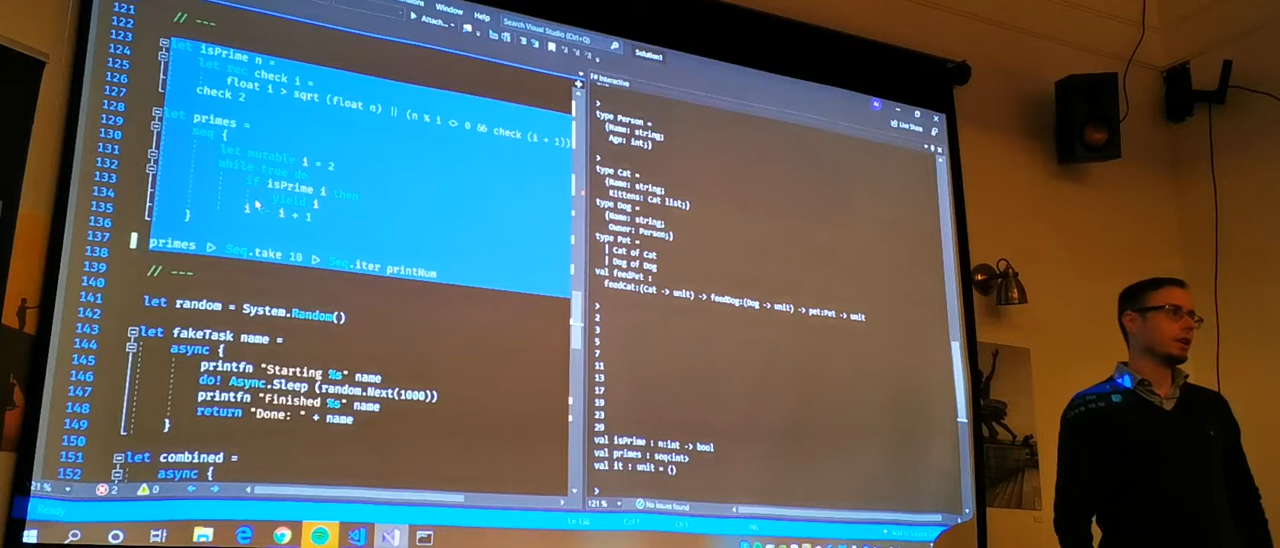 Window Help
Search Visual Studio (Ctrl+Q)
Solution1
Attach...
Live Share
121
122 // ---
123
124 let isPrime n =
125 let rec check i =
126 float i > sqrt (float n) || (n % i <> 0 && check (i + 1))
127 check 2
128
129 let primes =
130 seq {
131 let mutable i = 2
132 while true do
133 if isPrime i then
134 yield i
135 i <- i + 1
136 }
137
138 primes |> Seq.take 10 |> Seq.iter printNum
139
140 // ---
141
142 let random = System.Random()
143
144 let fakeTask name =
145 async {
146 printfn "Starting %s" name
147 do! Async.Sleep (random.Next(1000))
148 printfn "Finished %s" name
149 return "Done: " + name
150 }
151 let combined =
152 async {
F# Interactive
>
type Person =
{Name: string;
Age: int;}
>
type Cat =
{Name: string;
Kittens: Cat list;}
type Dog =
{Name: string;
Owner: Person;}
type Pet =
| Cat of Cat
| Dog of Dog
val feedPet :
feedCat:(Cat -> unit) -> feedDog:(Dog -> unit) -> pet:Pet -> unit
>
2
3
5
7
11
13
17
19
23
29
val isPrime : n:int -> bool
val primes : seq<int>
val it : unit = ()
>
21 %
2
0
121 %
No issues found
Ready